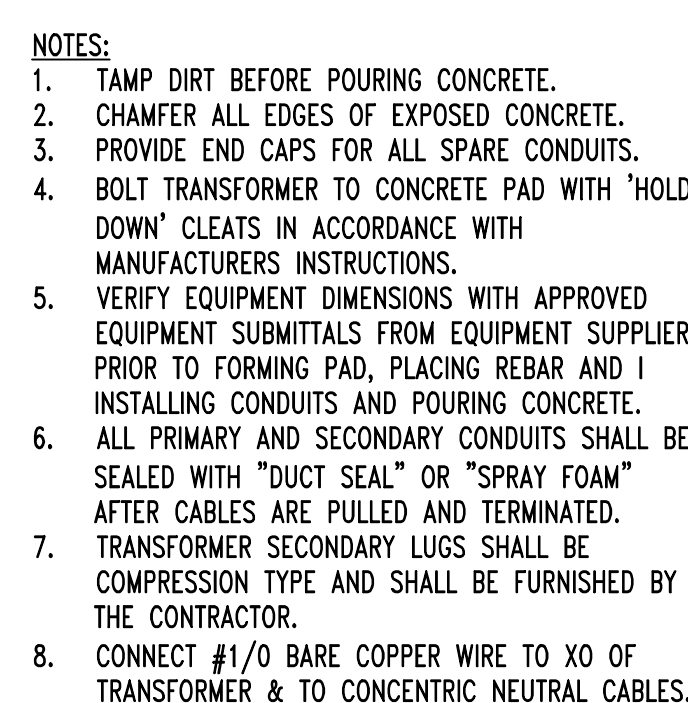 NOTES:
1. TAMP DIRT BEFORE POURING CONCRETE.
2. CHAMFER ALL EDGES OF EXPOSED CONCRETE.
3. PROVIDE END CAPS FOR ALL SPARE CONDUITS.
4. BOLT TRANSFORMER TO CONCRETE PAD WITH 'HOLD
DOWN' CLEATS IN ACCORDANCE WITH
MANUFACTURERS INSTRUCTIONS.
5. VERIFY EQUIPMENT DIMENSIONS WITH APPROVED
EQUIPMENT SUBMITTALS FROM EQUIPMENT SUPPLIER
PRIOR TO FORMING PAD, PLACING REBAR AND I
INSTALLING CONDUITS AND POURING CONCRETE.
6. ALL PRIMARY AND SECONDARY CONDUITS SHALL BE
SEALED WITH "DUCT SEAL" OR "SPRAY FOAM"
AFTER CABLES ARE PULLED AND TERMINATED.
7. TRANSFORMER SECONDARY LUGS SHALL BE
COMPRESSION TYPE AND SHALL BE FURNISHED BY
THE CONTRACTOR.
8. CONNECT #1/0 BARE COPPER WIRE TO XO OF
TRANSFORMER & TO CONCENTRIC NEUTRAL CABLES.